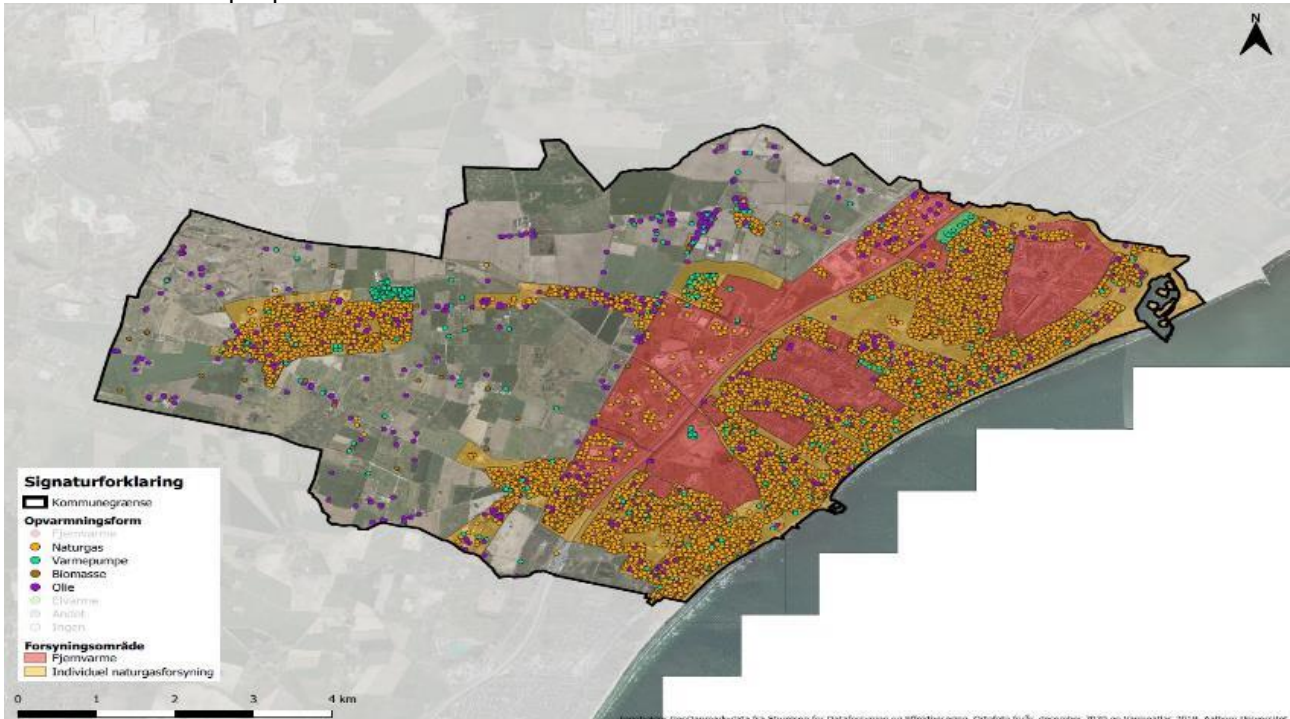 N
Signaturforklaring
Kommunegrænse
Opvarmningsform
Fjernvarme
Naturgas
Varmepumpe
Biomasse
Olie
Elvarme
Andet
Ingen
Forsyningsområde
Fjernvarme
Individuel naturgasforsyning
0 1 2 3 4 km